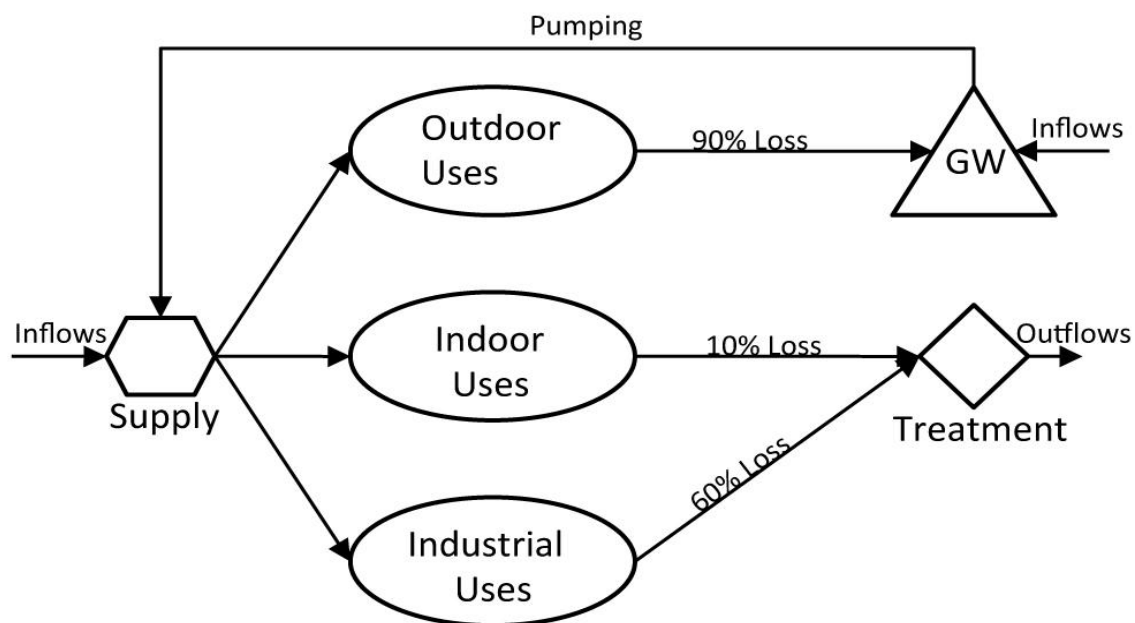 Pumping
Outdoor
Uses
90% Loss
Inflows
GW
Inflows
Supply
Indoor
Uses
10% Loss
Outflows
Treatment
60% Loss
Industrial
Uses